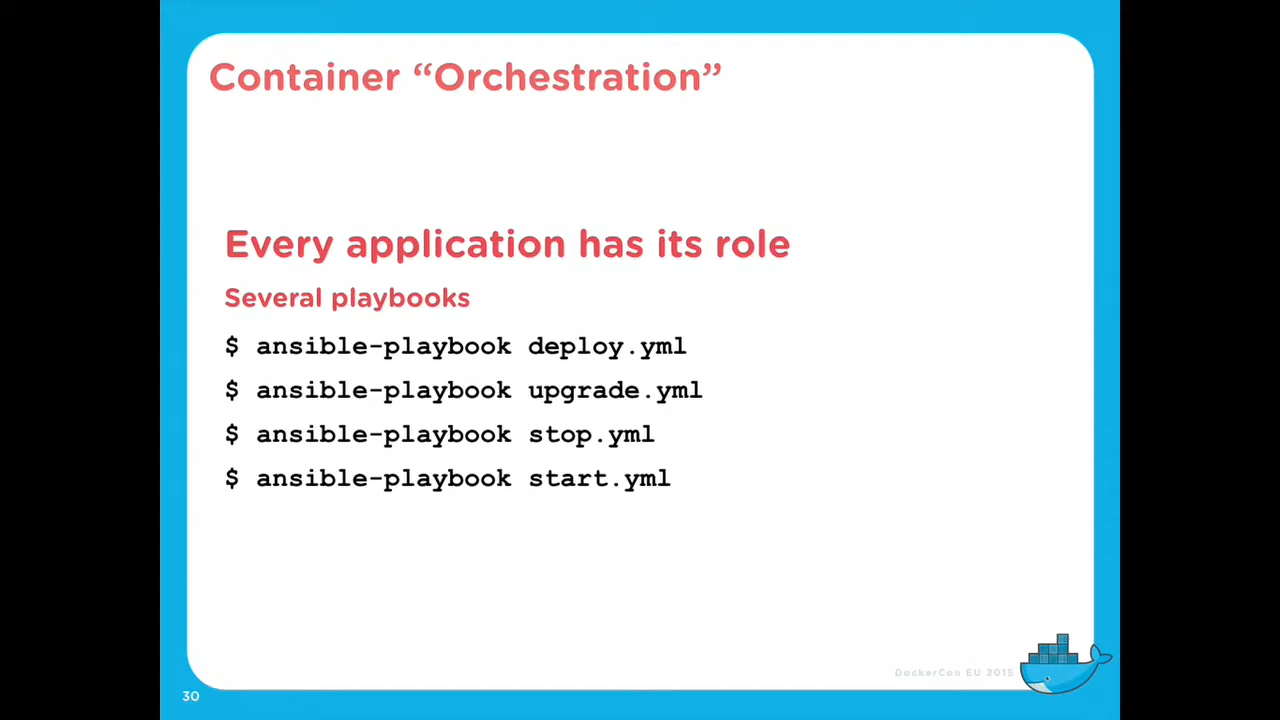 Container “Orchestration”
Every application has its role
Several playbooks
$ ansible-playbook deploy.yml
$ ansible-playbook upgrade.yml
$ ansible-playbook stop.yml
$ ansible-playbook start.yml
DockerCon EU 2015
30